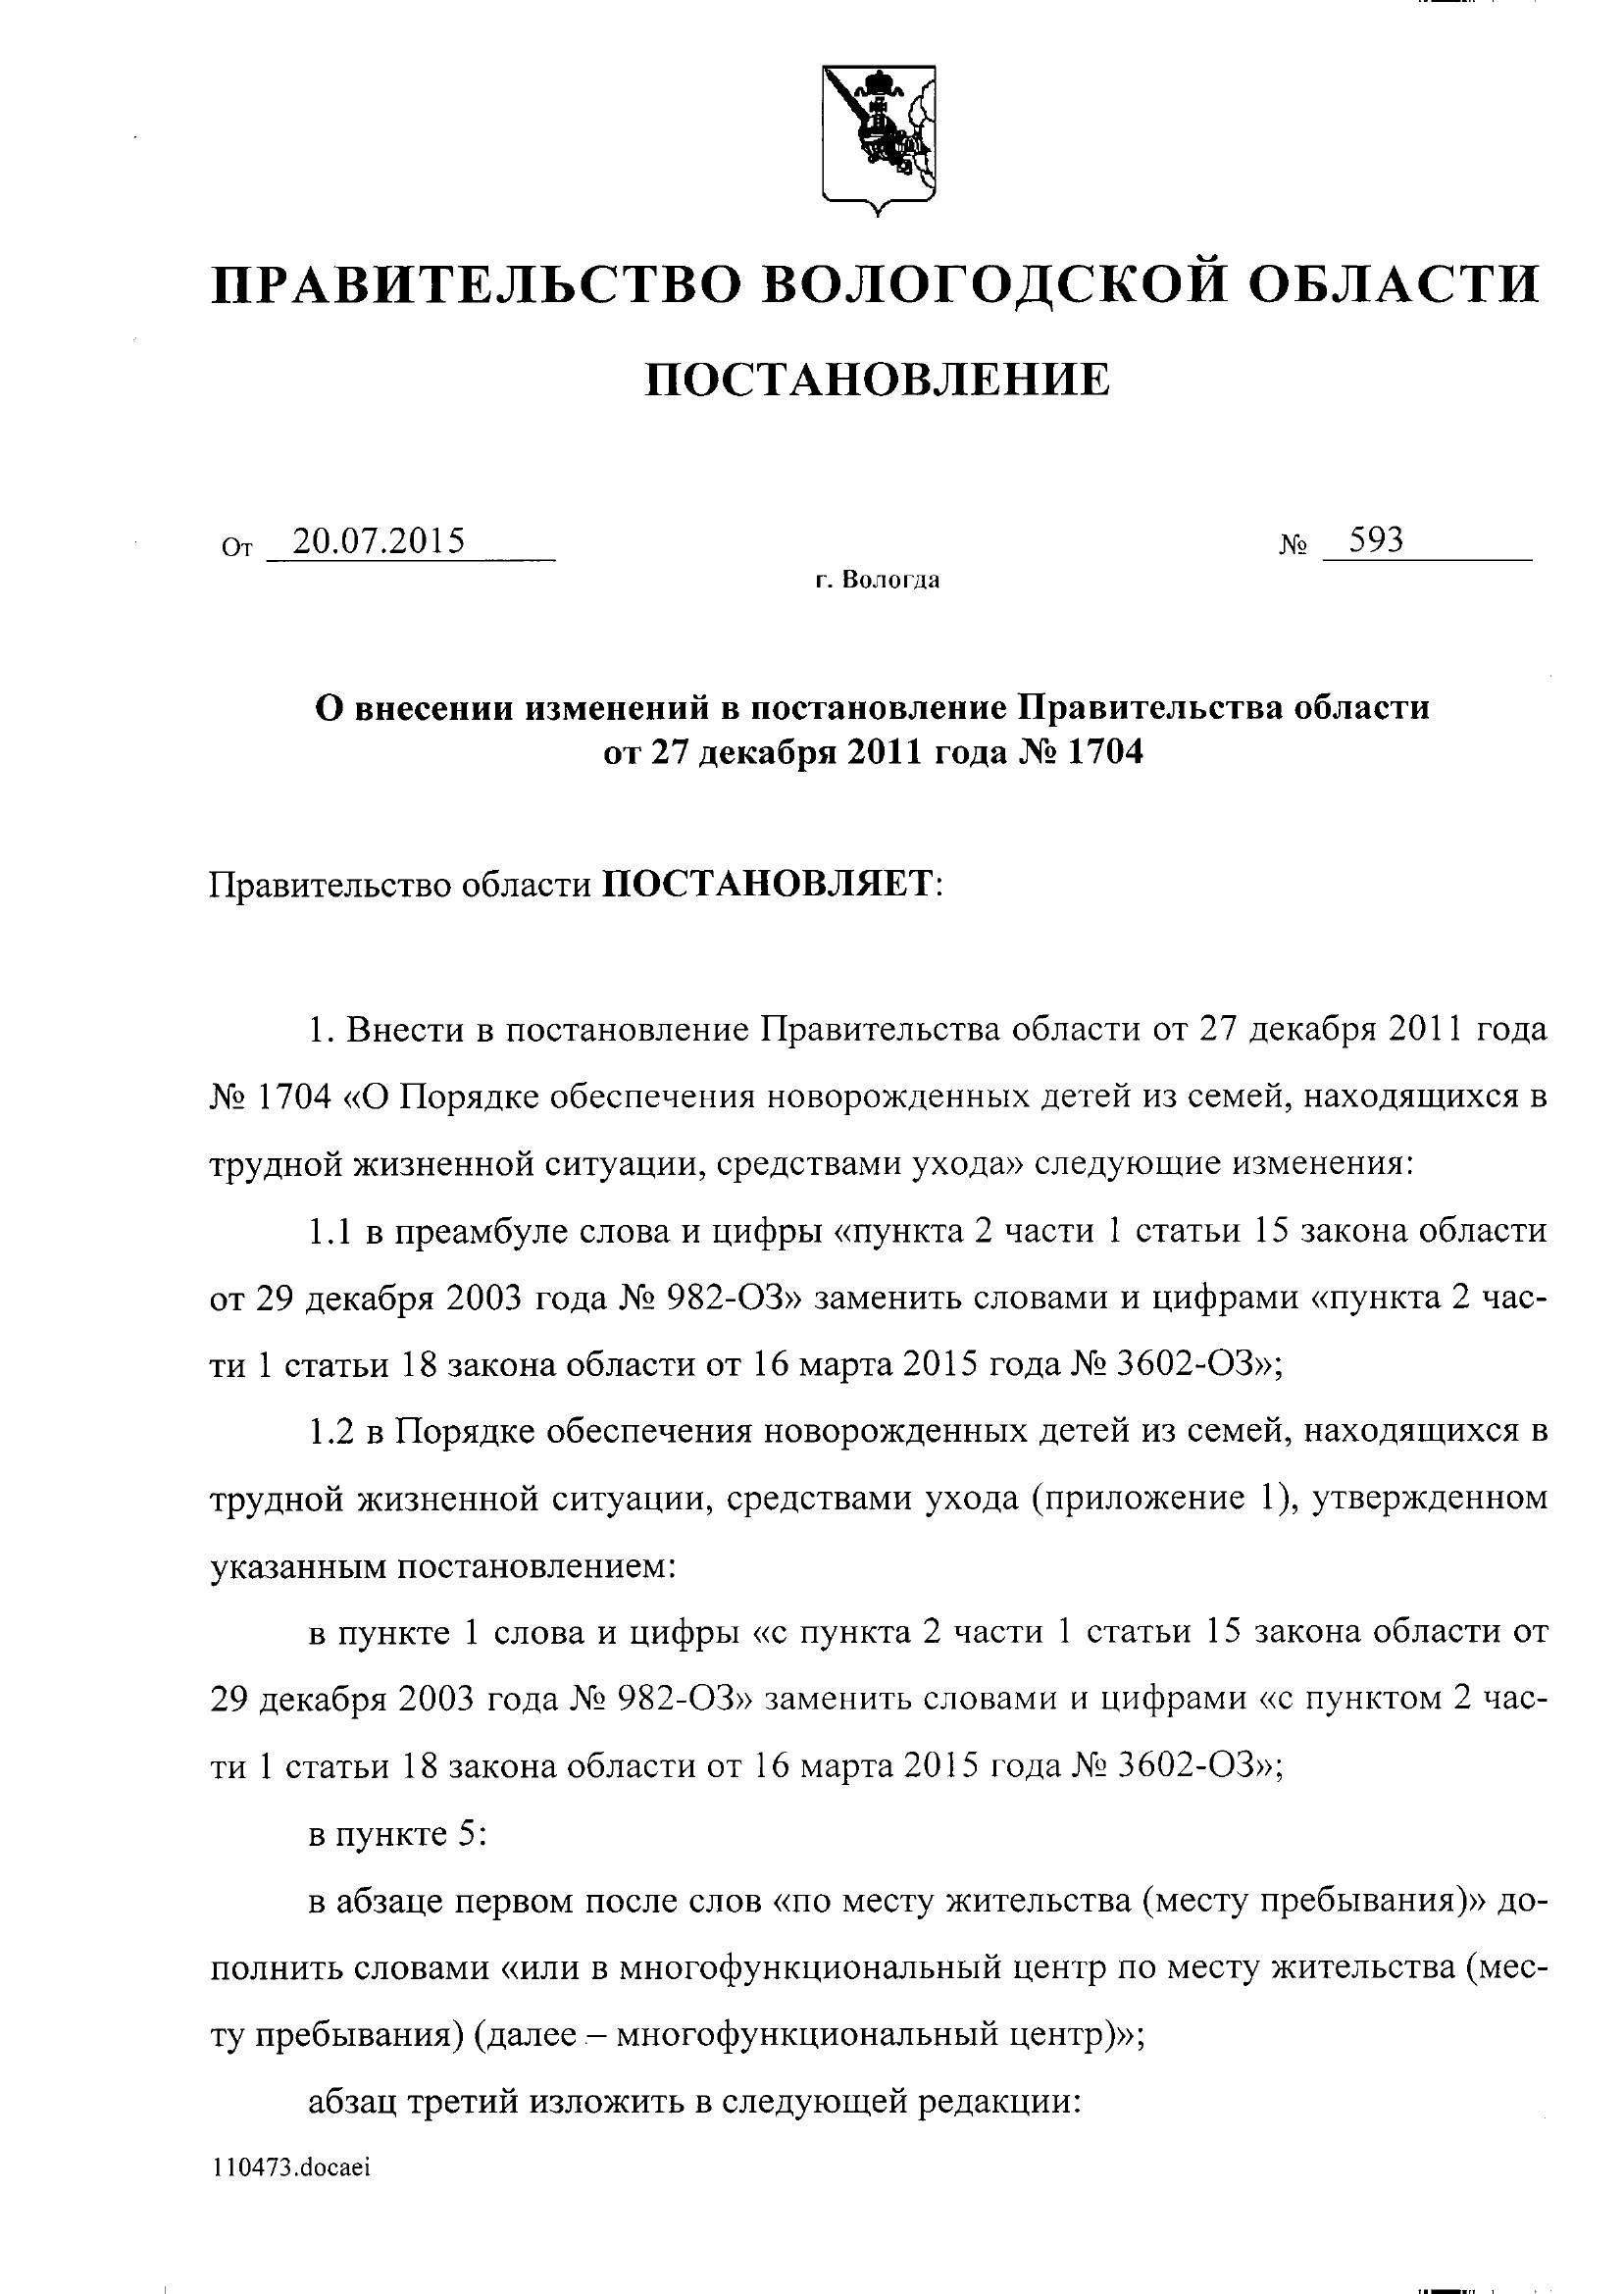 ПРАВИТЕЛЬСТВО ВОЛОГОДСКОЙ ОБЛАСТИ
ПОСТАНОВЛЕНИЕ
От 20.07.2015 № 593
г. Вологда
О внесении изменений в постановление Правительства области
от 27 декабря 2011 года № 1704
Правительство области ПОСТАНОВЛЯЕТ:
1. Внести в постановление Правительства области от 27 декабря 2011 года
№ 1704 «О Порядке обеспечения новорожденных детей из семей, находящихся в
трудной жизненной ситуации, средствами ухода» следующие изменения:
1.1 в преамбуле слова и цифры «пункта 2 части 1 статьи 15 закона области
от 29 декабря 2003 года № 982-ОЗ» заменить словами и цифрами «пункта 2 час-
ти 1 статьи 18 закона области от 16 марта 2015 года № 3602-ОЗ»;
1.2 в Порядке обеспечения новорожденных детей из семей, находящихся в
трудной жизненной ситуации, средствами ухода (приложение 1), утвержденном
указанным постановлением:
в пункте 1 слова и цифры «с пункта 2 части 1 статьи 15 закона области от
29 декабря 2003 года № 982-ОЗ» заменить словами и цифрами «с пунктом 2 час-
ти 1 статьи 18 закона области от 16 марта 2015 года № 3602-ОЗ»;
в пункте 5:
в абзаце первом после слов «по месту жительства (месту пребывания)» до-
полнить словами «или в многофункциональный центр по месту жительства (мес-
ту пребывания) (далее – многофункциональный центр)»;
абзац третий изложить в следующей редакции:
110473.docaei